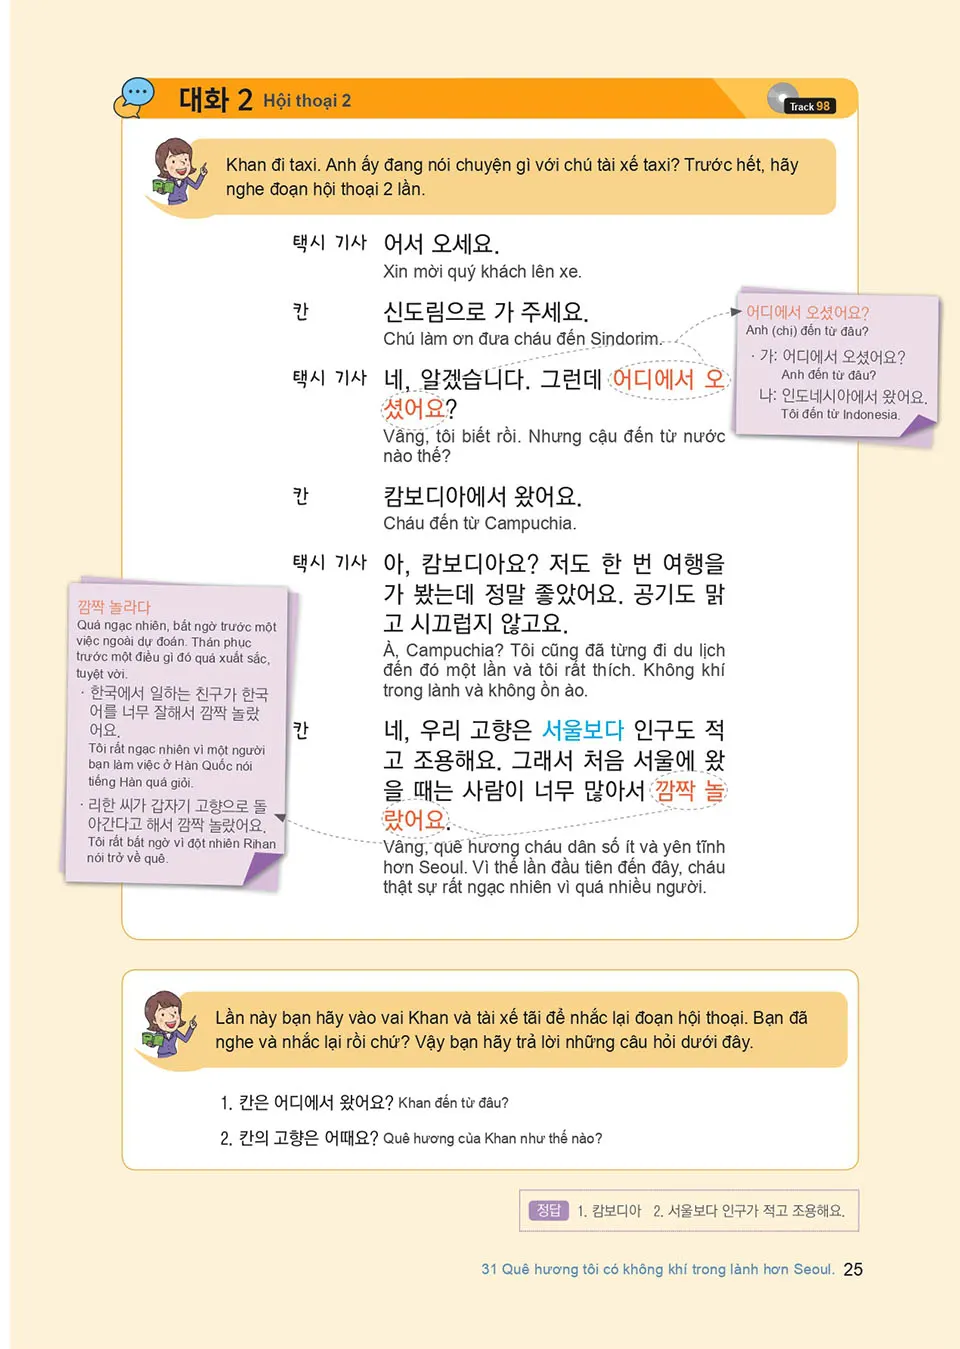 대화 2 Hội thoại 2
Track 98
Khan đi taxi. Anh ấy đang nói chuyện gì với chú tài xế taxi? Trước hết, hãy
nghe đoạn hội thoại 2 lần.
택시 기사 어서 오세요.
Xin mời quý khách lên xe.
칸 신도림으로 가 주세요.
Chú làm ơn đưa cháu đến Sindorim.
택시 기사 네, 알겠습니다. 그런데 어디에서 오
셨어요?
Vâng, tôi biết rồi. Nhưng cậu đến từ nước
nào thế?
어디에서 오셨어요?
Anh (chị) đến từ đâu?
· 가: 어디에서 오셨어요?
Anh đến từ đâu?
나: 인도네시아에서 왔어요.
Tôi đến từ Indonesia.
칸 캄보디아에서 왔어요.
Cháu đến từ Campuchia.
택시 기사 아, 캄보디아요? 저도 한 번 여행을
가 봤는데 정말 좋았어요. 공기도 맑
고 시끄럽지 않고요.
À, Campuchia? Tôi cũng đã từng đi du lịch
đến đó một lần và tôi rất thích. Không khí
trong lành và không ồn ào.
칸 네, 우리 고향은 서울보다 인구도 적
고 조용해요. 그래서 처음 서울에 왔
을 때는 사람이 너무 많아서 깜짝 놀
랐어요.
Vâng, quê hương cháu dân số ít và yên tĩnh
hơn Seoul. Vì thế lần đầu tiên đến đây, cháu
thật sự rất ngạc nhiên vì quá nhiều người.
깜짝 놀라다
Quá ngạc nhiên, bất ngờ trước một
việc ngoài dự đoán. Thán phục
trước một điều gì đó quá xuất sắc,
tuyệt vời.
· 한국에서 일하는 친구가 한국
어를 너무 잘해서 깜짝 놀랐
어요.
Tôi rất ngạc nhiên vì một người
bạn làm việc ở Hàn Quốc nói
tiếng Hàn quá giỏi.
· 리한 씨가 갑자기 고향으로 돌
아간다고 해서 깜짝 놀랐어요.
Tôi rất bất ngờ vì đột nhiên Rihan
nói trở về quê.
Lần này bạn hãy vào vai Khan và tài xế tãi để nhắc lại đoạn hội thoại. Bạn đã
nghe và nhắc lại rồi chứ? Vậy bạn hãy trả lời những câu hỏi dưới đây.
1. 칸은 어디에서 왔어요? Khan đến từ đâu?
2. 칸의 고향은 어때요? Quê hương của Khan như thế nào?
정답 1. 캄보디아 2. 서울보다 인구가 적고 조용해요.
31 Quê hương tôi có không khí trong lành hơn Seoul. 25